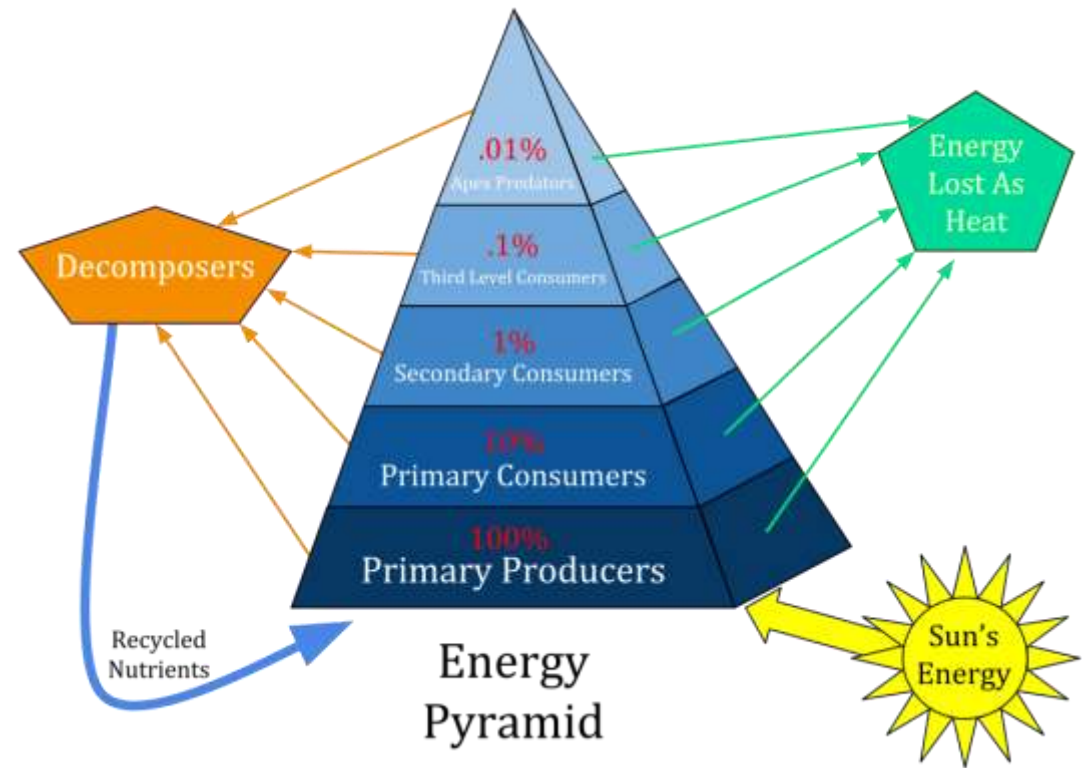 .01%
Apex Predators
Energy
Lost As
Heat
Decomposers
.1%
Third Level Consumers
1%
Secondary Consumers
10%
Primary Consumers
100%
Primary Producers
Recycled
Nutrients
Energy
Pyramid
Sun's
Energy